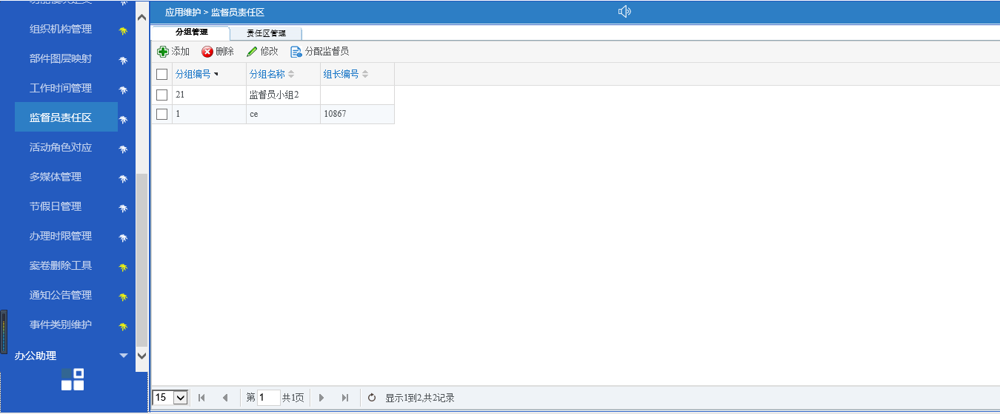 组织机构管理
部件图层映射
工作时间管理
监督员责任区
活动角色对应
多媒体管理
节假日管理
办理时限管理
案卷删除工具
通知公告管理
事件类别维护
办公助理
应用维护 > 监督员责任区
分组管理 责任区管理
添加 删除 修改 分配监督员
分组编号 分组名称 组长编号
21 监督员小组2
1 ce 10867
15 第 1 共1页 显示1到2,共2记录